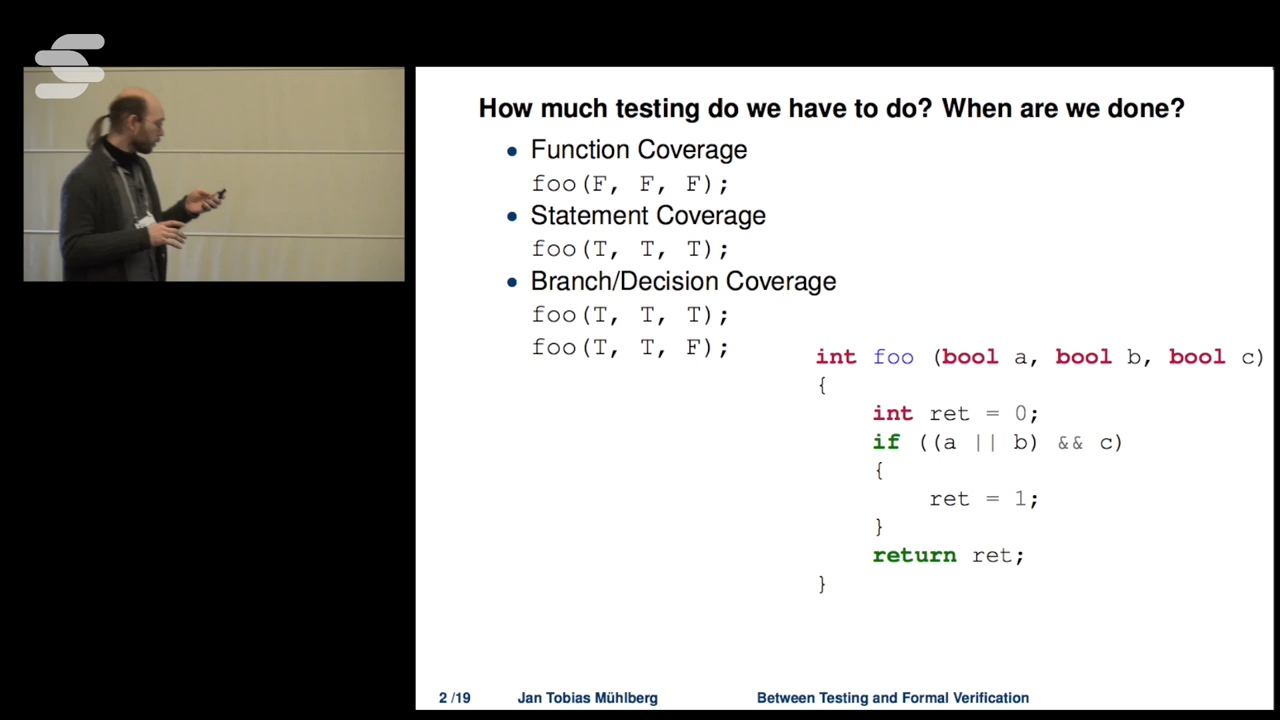 How much testing do we have to do? When are we done?
• Function Coverage
foo(F, F, F);
• Statement Coverage
foo(T, T, T);
• Branch/Decision Coverage
foo(T, T, T);
foo(T, T, F);
int foo (bool a, bool b, bool c)
{
    int ret = 0;
    if ((a || b) && c)
    {
        ret = 1;
    }
    return ret;
}
2 /19 Jan Tobias Mühlberg Between Testing and Formal Verification